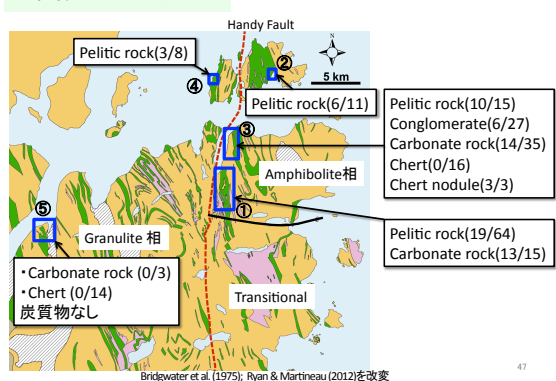 Handy Fault
Pelitic rock(3/8)
④
②
5 km
Pelitic rock(6/11)
Pelitic rock(10/15)
Conglomerate(6/27)
Carbonate rock(14/35)
Chert(0/16)
Chert nodule(3/3)
③
Amphibolite相
①
⑤
Granulite 相
Pelitic rock(19/64)
Carbonate rock(13/15)
・Carbonate rock (0/3)
・Chert (0/14)
炭質物なし
Transitional
Bridgwater et al. (1975); Ryan & Martineau (2012)を改変
47